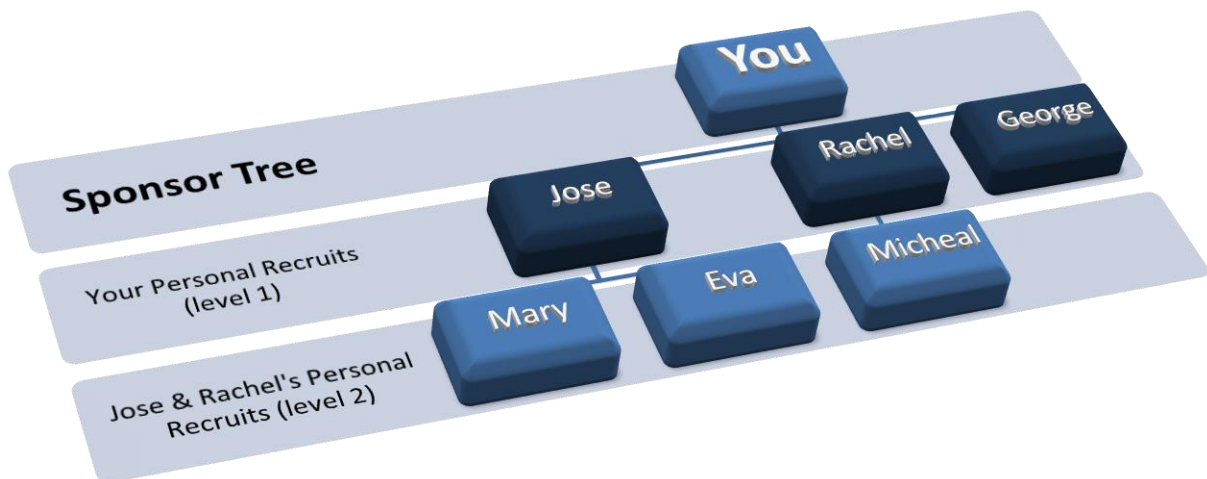 You
Sponsor Tree
Jose
Rachel
George
Your Personal Recruits
(level 1)
Mary
Eva
Micheal
Jose & Rachel's Personal
Recruits (level 2)